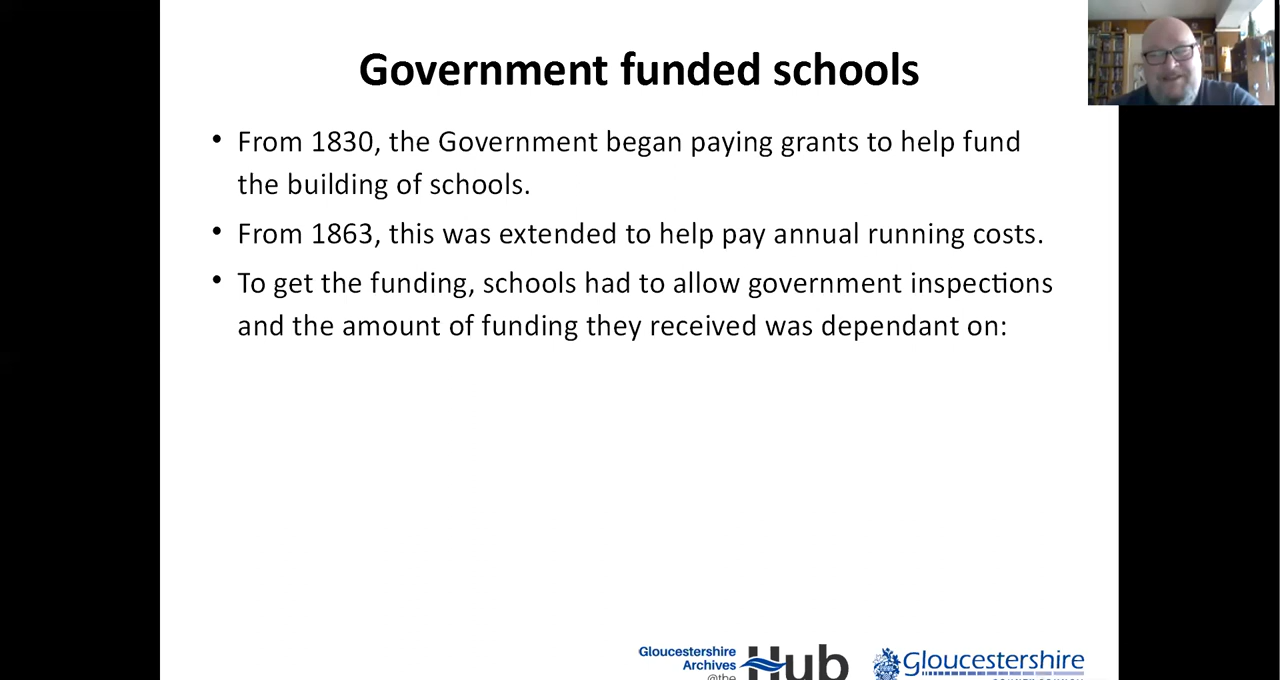 Government funded schools
• From 1830, the Government began paying grants to help fund
the building of schools.
• From 1863, this was extended to help pay annual running costs.
• To get the funding, schools had to allow government inspections
and the amount of funding they received was dependant on:
Gloucestershire
Archives
@the
Hub
Gloucestershire